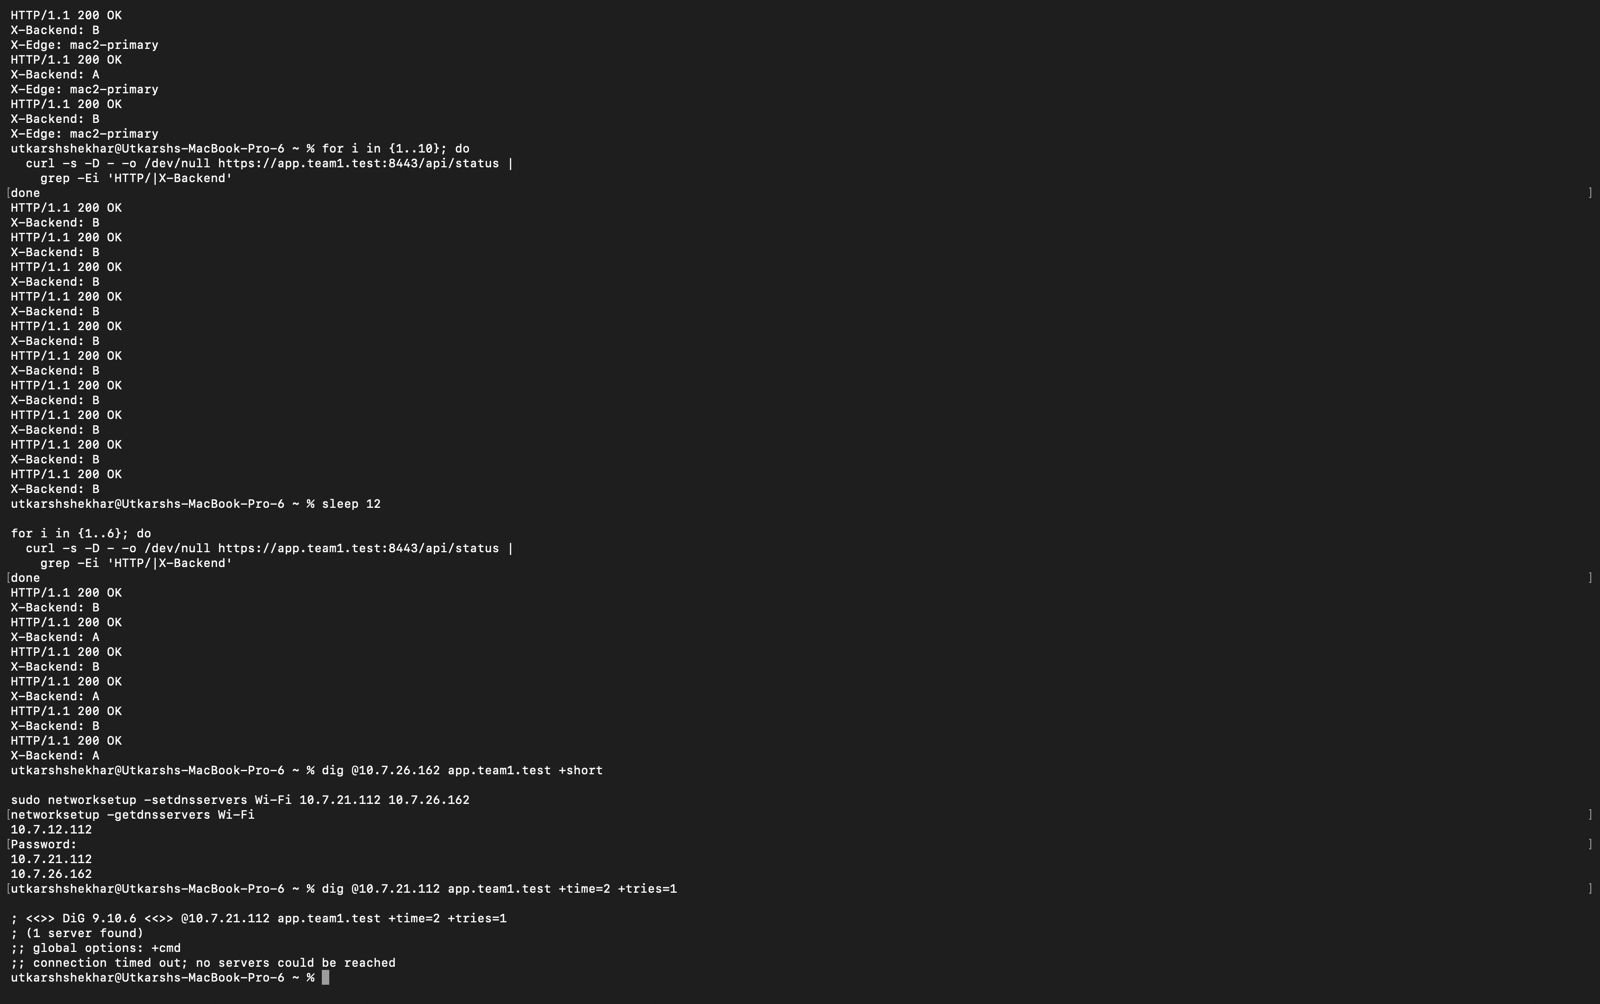 HTTP/1.1 200 OK
X-Backend: B
X-Edge: mac2-primary
HTTP/1.1 200 OK
X-Backend: A
X-Edge: mac2-primary
HTTP/1.1 200 OK
X-Backend: B
X-Edge: mac2-primary
utkarshshekhar@Utkarshs-MacBook-Pro-6 ~ % for i in {1..10}; do
  curl -s -D - -o /dev/null https://app.team1.test:8443/api/status |
    grep -Ei 'HTTP/|X-Backend'
[done ]
HTTP/1.1 200 OK
X-Backend: B
HTTP/1.1 200 OK
X-Backend: B
HTTP/1.1 200 OK
X-Backend: B
HTTP/1.1 200 OK
X-Backend: B
HTTP/1.1 200 OK
X-Backend: B
HTTP/1.1 200 OK
X-Backend: B
HTTP/1.1 200 OK
X-Backend: B
HTTP/1.1 200 OK
X-Backend: B
HTTP/1.1 200 OK
X-Backend: B
HTTP/1.1 200 OK
X-Backend: B
utkarshshekhar@Utkarshs-MacBook-Pro-6 ~ % sleep 12

for i in {1..6}; do
  curl -s -D - -o /dev/null https://app.team1.test:8443/api/status |
    grep -Ei 'HTTP/|X-Backend'
[done ]
HTTP/1.1 200 OK
X-Backend: B
HTTP/1.1 200 OK
X-Backend: A
HTTP/1.1 200 OK
X-Backend: B
HTTP/1.1 200 OK
X-Backend: A
HTTP/1.1 200 OK
X-Backend: B
HTTP/1.1 200 OK
X-Backend: A
utkarshshekhar@Utkarshs-MacBook-Pro-6 ~ % dig @10.7.26.162 app.team1.test +short

sudo networksetup -setdnsservers Wi-Fi 10.7.21.112 10.7.26.162
[networksetup -getdnsservers Wi-Fi ]
10.7.12.112
[Password: ]
10.7.21.112
10.7.26.162
[utkarshshekhar@Utkarshs-MacBook-Pro-6 ~ % dig @10.7.21.112 app.team1.test +time=2 +tries=1 ]

; <<>> DiG 9.10.6 <<>> @10.7.21.112 app.team1.test +time=2 +tries=1
; (1 server found)
;; global options: +cmd
;; connection timed out; no servers could be reached
utkarshshekhar@Utkarshs-MacBook-Pro-6 ~ %